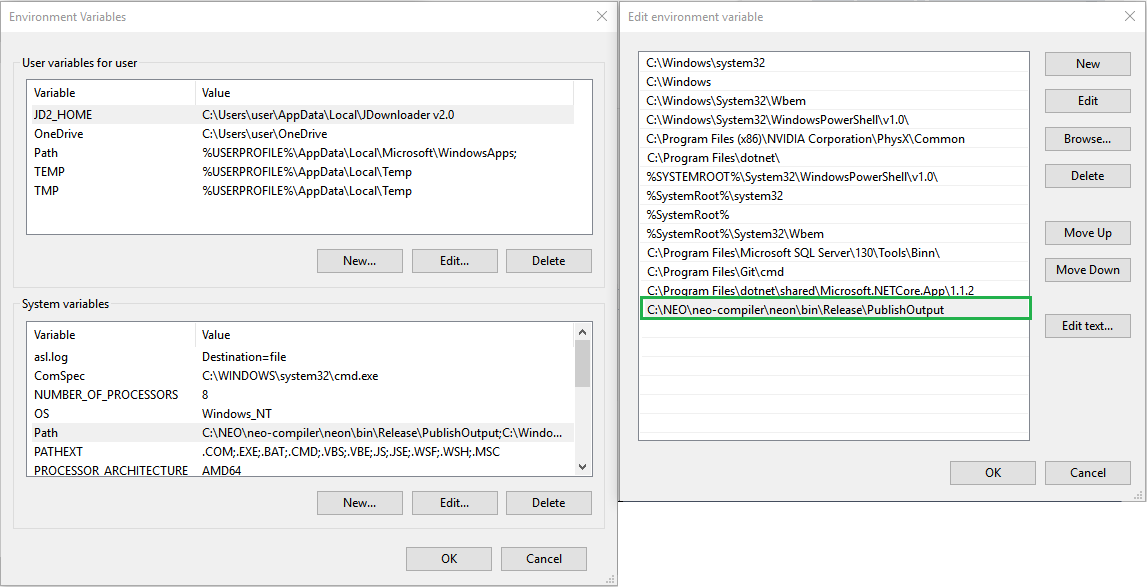 Environment Variables
User variables for user
Variable Value
JD2_HOME C:\Users\user\AppData\Local\JDownloader v2.0
OneDrive C:\Users\user\OneDrive
Path %USERPROFILE%\AppData\Local\Microsoft\WindowsApps;
TEMP %USERPROFILE%\AppData\Local\Temp
TMP %USERPROFILE%\AppData\Local\Temp
New... Edit... Delete
System variables
Variable Value
asl.log Destination=file
ComSpec C:\WINDOWS\system32\cmd.exe
NUMBER_OF_PROCESSORS 8
OS Windows_NT
Path C:\NEO\neo-compiler\neon\bin\Release\PublishOutput;C:\Windo...
PATHEXT .COM;.EXE;.BAT;.CMD;.VBS;.VBE;.JS;.JSE;.WSF;.WSH;.MSC
PROCESSOR_ARCHITECTURE AMD64
New... Edit... Delete
OK Cancel
Edit environment variable
C:\Windows\system32
C:\Windows
C:\Windows\System32\Wbem
C:\Windows\System32\WindowsPowerShell\v1.0\
C:\Program Files (x86)\NVIDIA Corporation\PhysX\Common
C:\Program Files\dotnet\
%SYSTEMROOT%\System32\WindowsPowerShell\v1.0\
%SystemRoot%\system32
%SystemRoot%
%SystemRoot%\System32\Wbem
C:\Program Files\Microsoft SQL Server\130\Tools\Binn\
C:\Program Files\Git\cmd
C:\Program Files\dotnet\shared\Microsoft.NETCore.App\1.1.2
C:\NEO\neo-compiler\neon\bin\Release\PublishOutput
New
Edit
Browse...
Delete
Move Up
Move Down
Edit text...
OK Cancel